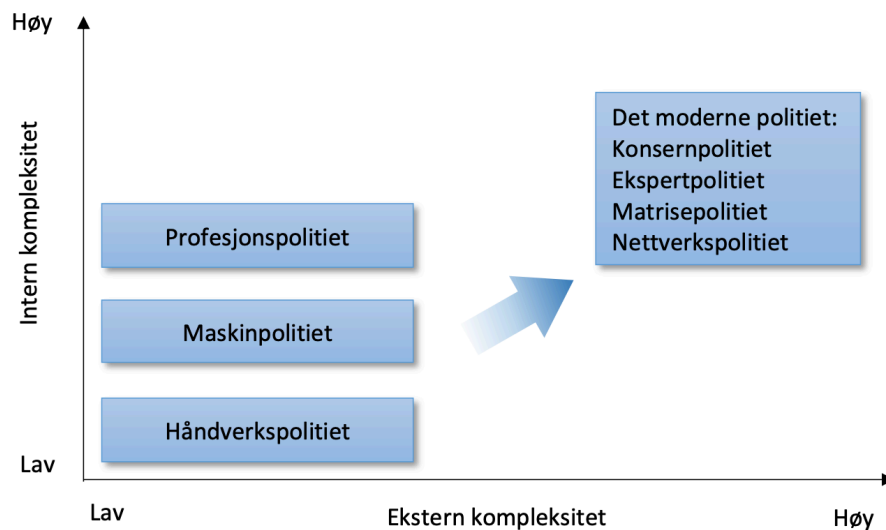 Høy
Intern kompleksitet
Det moderne politiet:
Konsernpolitiet
Ekspertpolitiet
Matrisepolitiet
Nettverkspolitiet
Profesjonspolitiet
Maskinpolitiet
Håndverkspolitiet
Lav
Lav
Ekstern kompleksitet
Høy